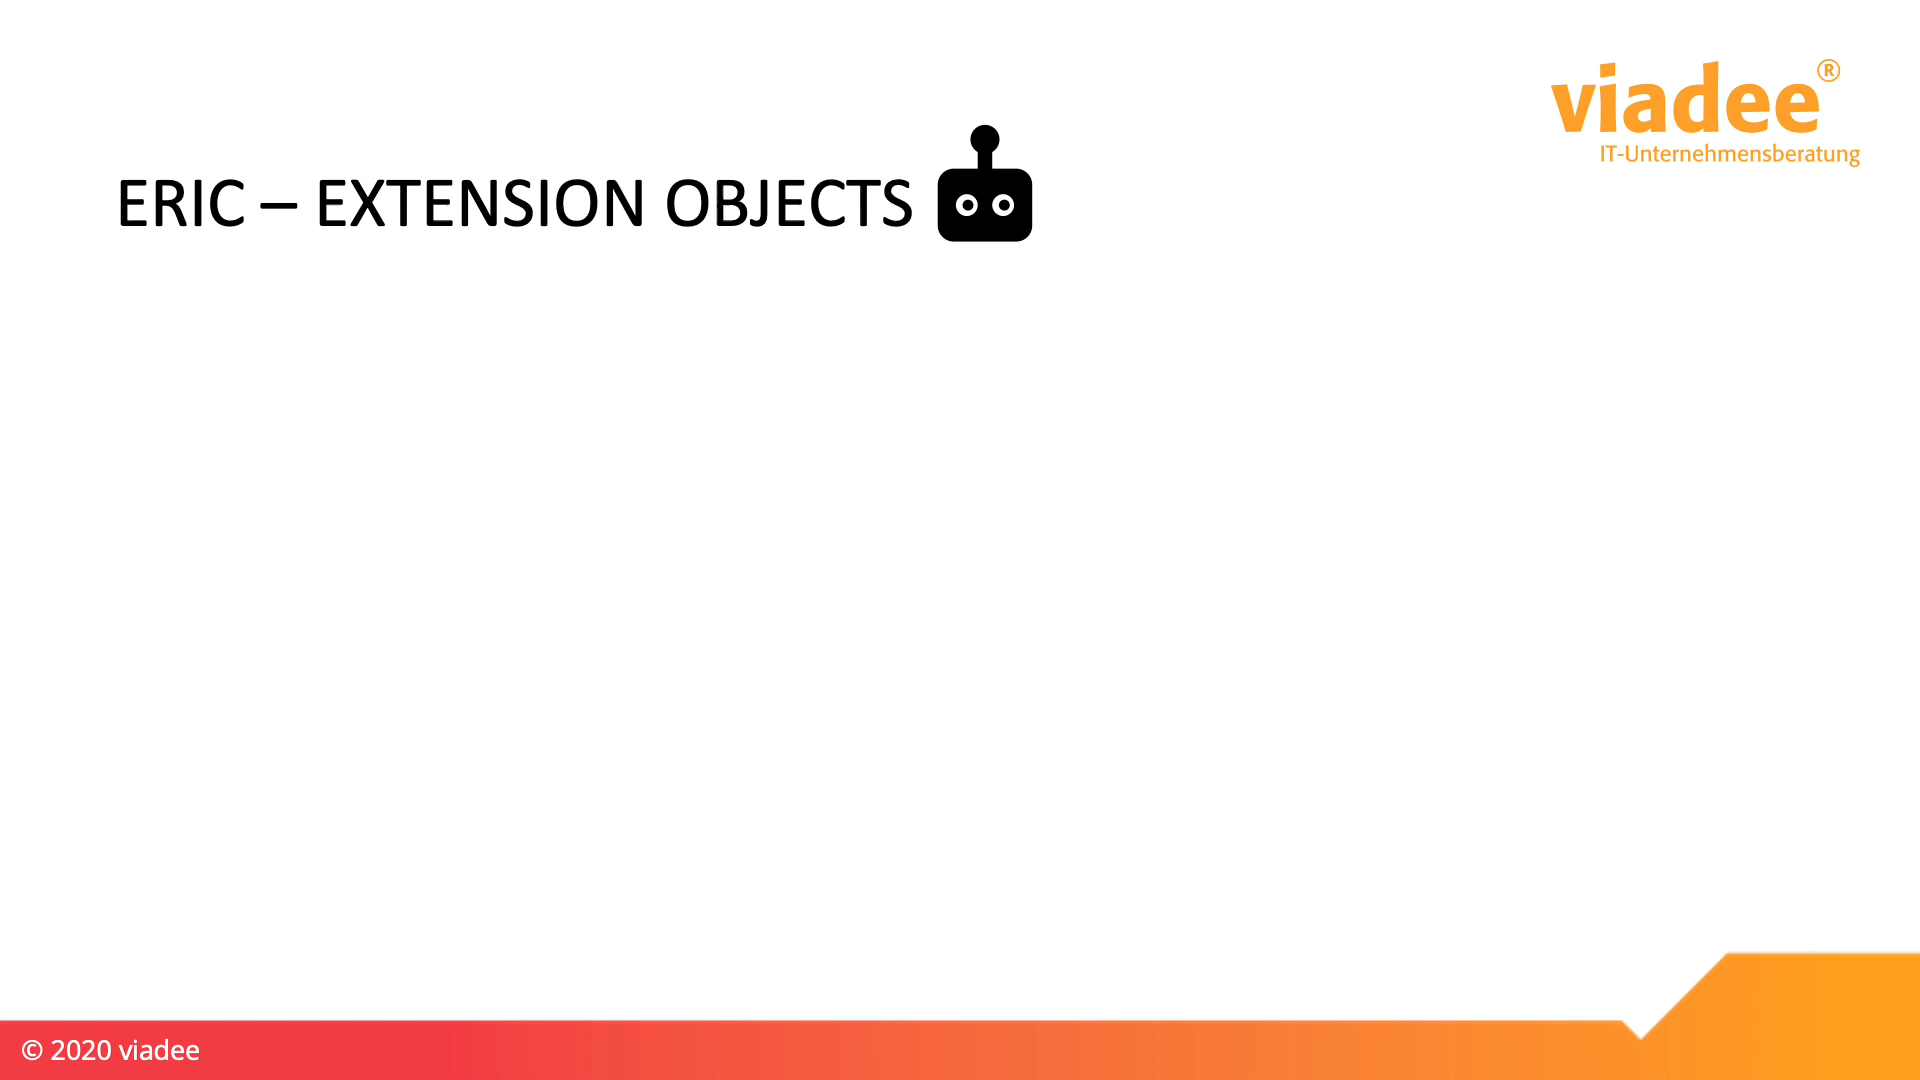 viadee®
IT-Unternehmensberatung
ERIC – EXTENSION OBJECTS
© 2020 viadee